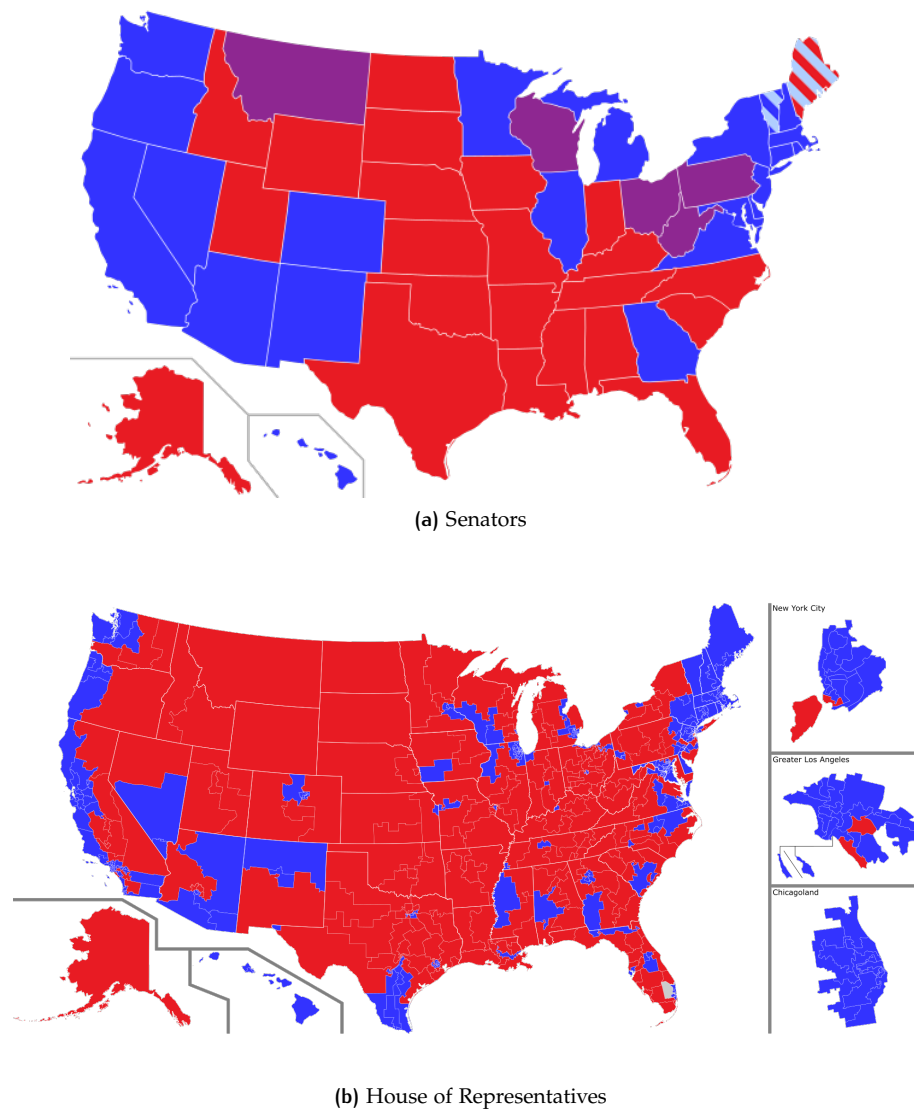 (a) Senators
New York City
Greater Los Angeles
Chicagoland
(b) House of Representatives